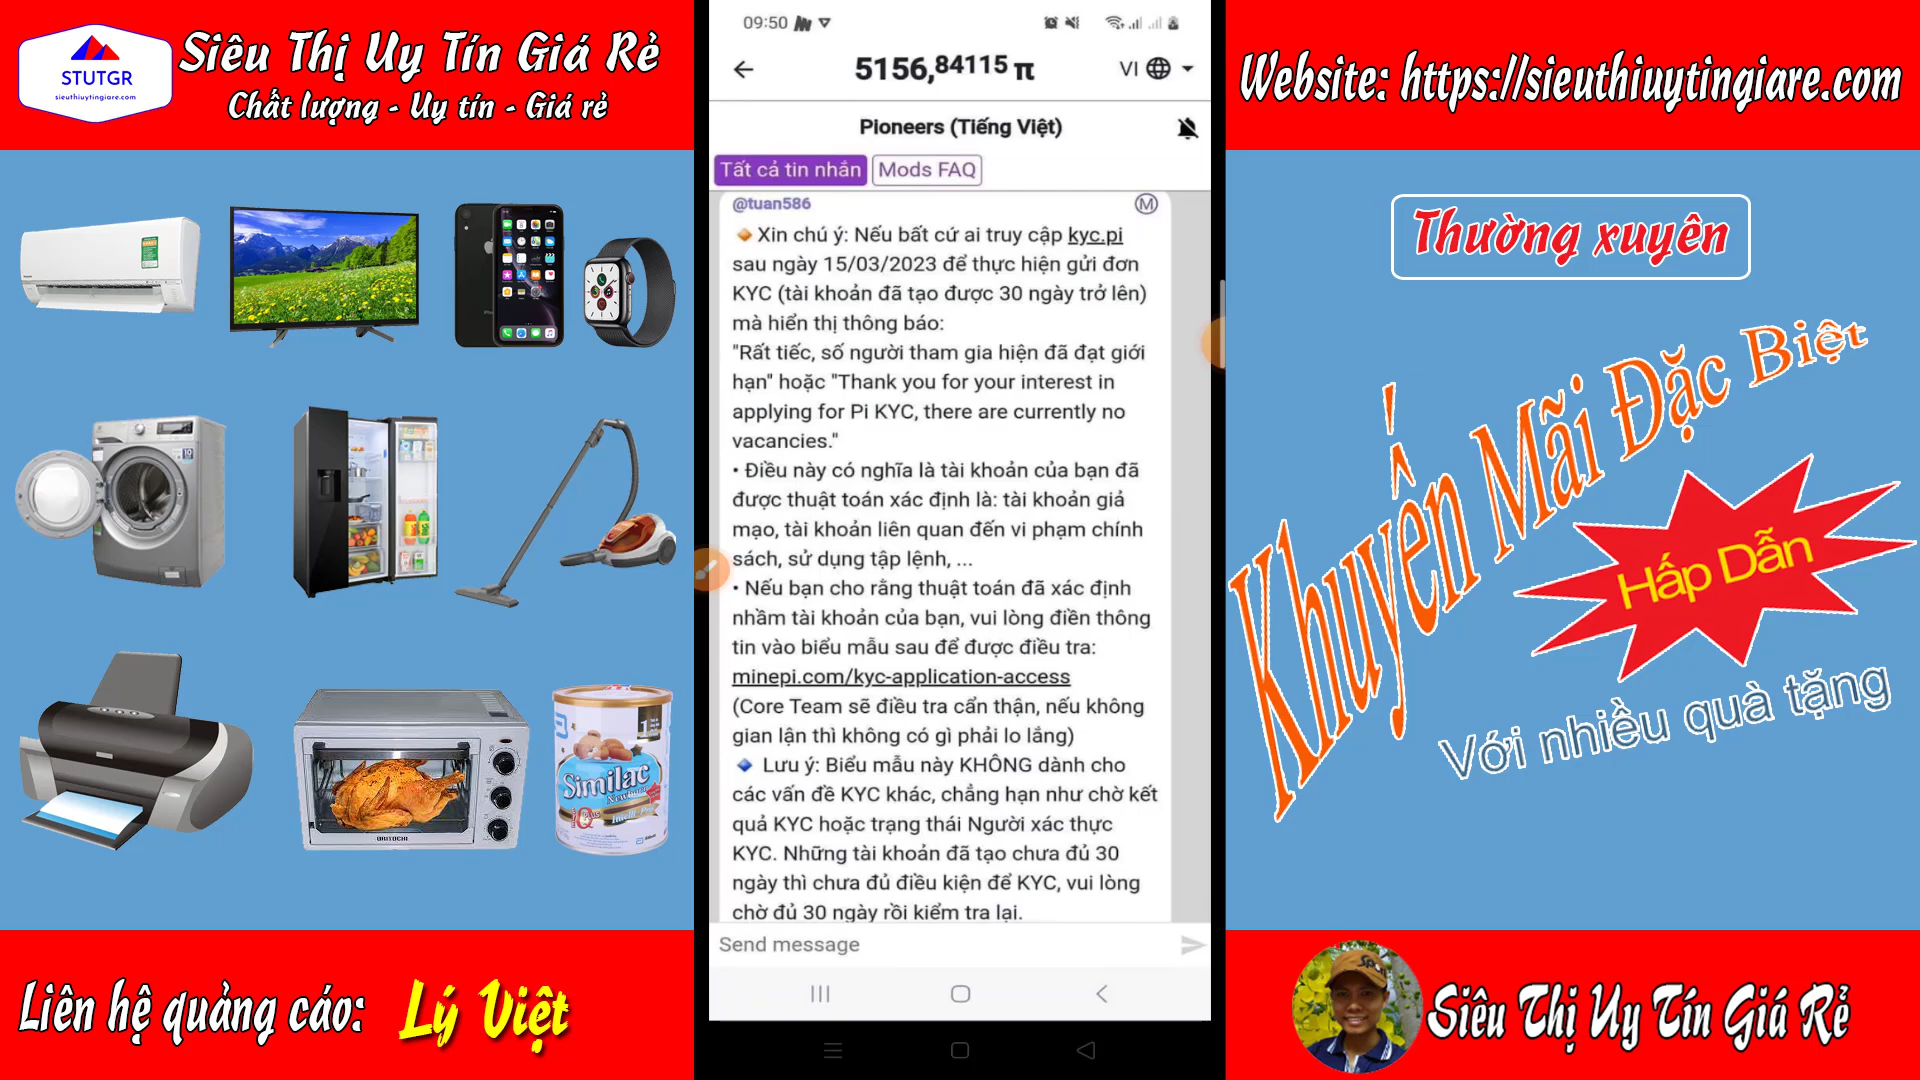 STUTGR
sieuthiuytingiare.com
Siêu Thị Uy Tín Giá Rẻ
Chất lượng - Uy tín - Giá rẻ
09:50
5156,84115 π
VI
Pioneers (Tiếng Việt)
Tất cả tin nhắn
Mods FAQ
@tuan586
M
🔸Xin chú ý: Nếu bất cứ ai truy cập kyc.pi
sau ngày 15/03/2023 để thực hiện gửi đơn
KYC (tài khoản đã tạo được 30 ngày trở lên)
mà hiển thị thông báo:
"Rất tiếc, số người tham gia hiện đã đạt giới
hạn" hoặc "Thank you for your interest in
applying for Pi KYC, there are currently no
vacancies."
• Điều này có nghĩa là tài khoản của bạn đã
được thuật toán xác định là: tài khoản giả
mạo, tài khoản liên quan đến vi phạm chính
sách, sử dụng tập lệnh, ...
• Nếu bạn cho rằng thuật toán đã xác định
nhầm tài khoản của bạn, vui lòng điền thông
tin vào biểu mẫu sau để được điều tra:
minepi.com/kyc-application-access
(Core Team sẽ điều tra cẩn thận, nếu không
gian lận thì không có gì phải lo lắng)
🔹 Lưu ý: Biểu mẫu này KHÔNG dành cho
các vấn đề KYC khác, chẳng hạn như chờ kết
quả KYC hoặc trạng thái Người xác thực
KYC. Những tài khoản đã tạo chưa đủ 30
ngày thì chưa đủ điều kiện để KYC, vui lòng
chờ đủ 30 ngày rồi kiểm tra lại.
Send message
Website: https://sieuthiuytingiare.com
Thường xuyên
Khuyến Mãi Đặc Biệt
Hấp Dẫn
Với nhiều quà tặng
Similac
Liên hệ quảng cáo:
Lý Việt
Siêu Thị Uy Tín Giá Rẻ